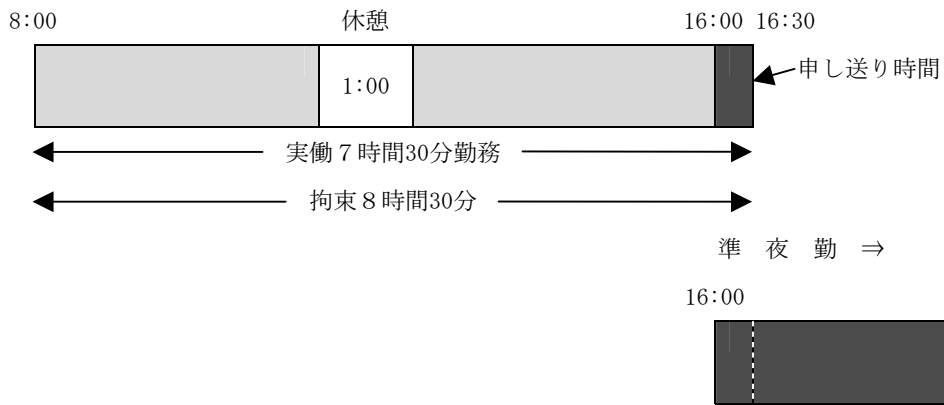 8:00 休憩 16:00 16:30
1:00
申し送り時間
実働７時間30分勤務
拘束８時間30分
準　夜　勤　⇒
16:00